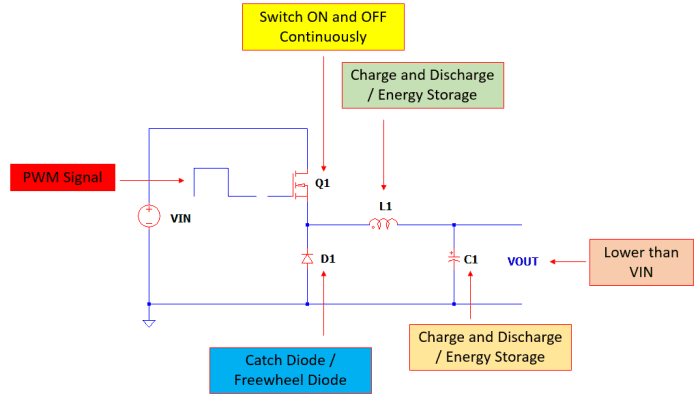 Switch ON and OFF
Continuously
Charge and Discharge
/ Energy Storage
PWM Signal
Q1
L1
VIN
D1
C1
VOUT
Lower than
VIN
Charge and Discharge
/ Energy Storage
Catch Diode /
Freewheel Diode